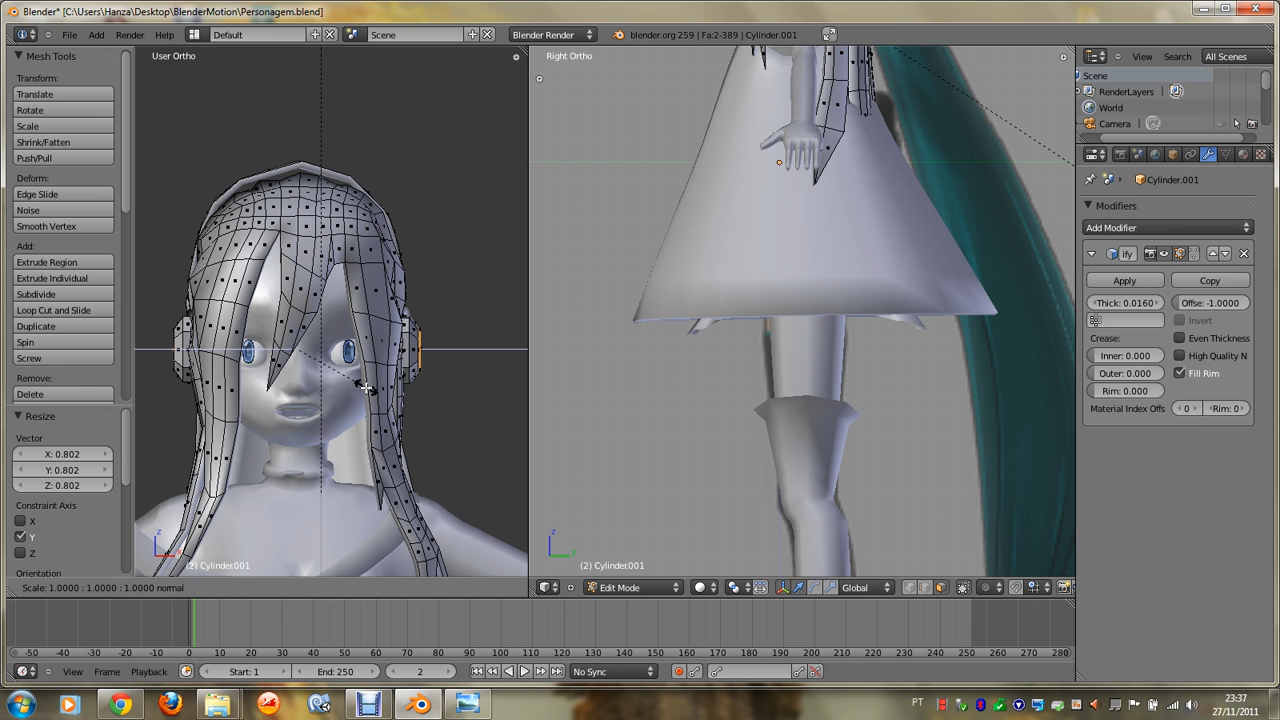 Blender* [C:\Users\Hanza\Desktop\BlenderMotion\Personagem.blend]
File Add Render Help Default Scene Blender Render blender.org 259 | Fa:2-389 | Cylinder.001
Mesh Tools
Transform:
Translate
Rotate
Scale
Shrink/Fatten
Push/Pull
Deform:
Edge Slide
Noise
Smooth Vertex
Add:
Extrude Region
Extrude Individual
Subdivide
Loop Cut and Slide
Duplicate
Spin
Screw
Remove:
Delete
Resize
Vector
X: 0.802
Y: 0.802
Z: 0.802
Constraint Axis
X
Y
Z
Orientation
User Ortho
z
x
(2) Cylinder.001
Right Ortho
z
y
(2) Cylinder.001
Scale: 1.0000 : 1.0000 : 1.0000 normal
Edit Mode Global
View Search All Scenes
Scene
RenderLayers
World
Camera
Cylinder.001
Modifiers
Add Modifier
ify
Apply Copy
Thick: 0.0160 Offse: -1.0000
Invert
Crease: Even Thickness
Inner: 0.000 High Quality N
Outer: 0.000 Fill Rim
Rim: 0.000
Material Index Offs 0 Rim: 0
-50 -40 -30 -20 -10 0 10 20 30 40 50 60 70 80 90 100 110 120 130 140 150 160 170 180 190 200 210 220 230 240 250 260 270 280
View Frame Playback Start: 1 End: 250 2 No Sync
PT
23:37
27/11/2011